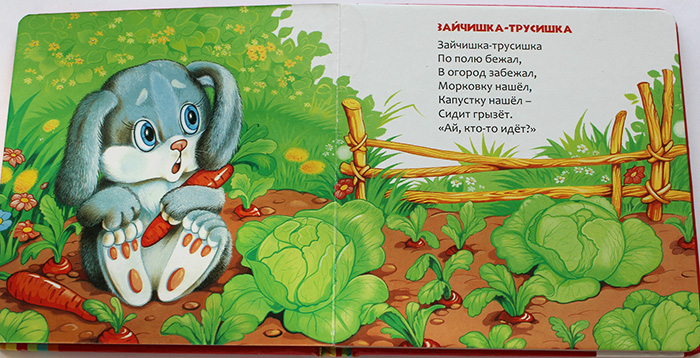 ЗАЙЧИШКА-ТРУСИШКА
Зайчишка-трусишка
По полю бежал,
В огород забежал,
Морковку нашёл,
Капустку нашёл –
Сидит грызёт.
«Ай, кто-то идёт?»